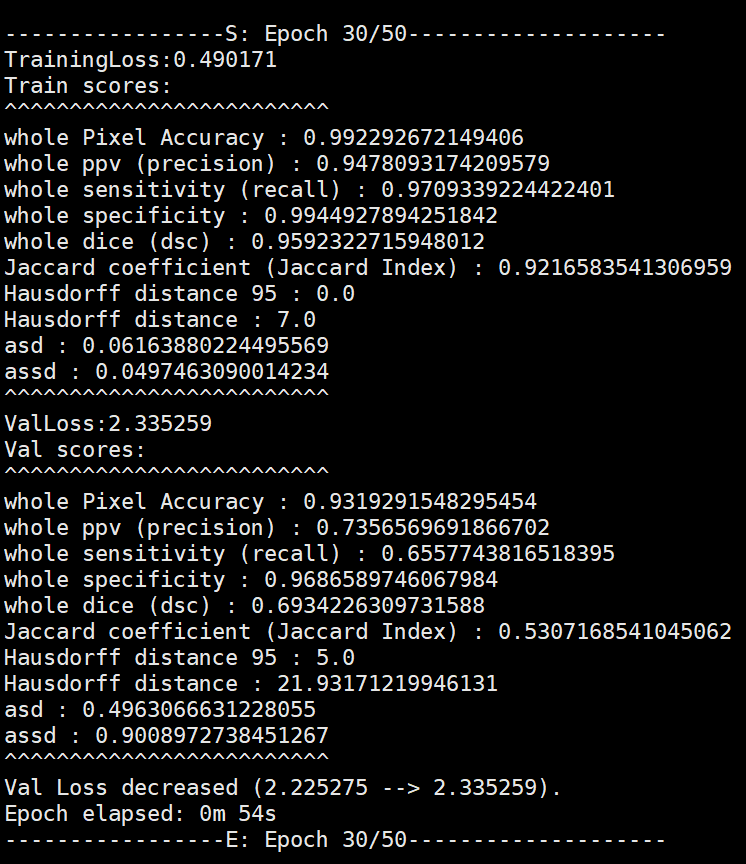 -----------------S: Epoch 30/50--------------------
TrainingLoss:0.490171
Train scores:
^^^^^^^^^^^^^^^^^^^^^^^^^
whole Pixel Accuracy : 0.992292672149406
whole ppv (precision) : 0.9478093174209579
whole sensitivity (recall) : 0.9709339224422401
whole specificity : 0.9944927894251842
whole dice (dsc) : 0.9592322715948012
Jaccard coefficient (Jaccard Index) : 0.9216583541306959
Hausdorff distance 95 : 0.0
Hausdorff distance : 7.0
asd : 0.06163880224495569
assd : 0.0497463090014234
^^^^^^^^^^^^^^^^^^^^^^^^^
ValLoss:2.335259
Val scores:
^^^^^^^^^^^^^^^^^^^^^^^^^
whole Pixel Accuracy : 0.9319291548295454
whole ppv (precision) : 0.7356569691866702
whole sensitivity (recall) : 0.6557743816518395
whole specificity : 0.9686589746067984
whole dice (dsc) : 0.6934226309731588
Jaccard coefficient (Jaccard Index) : 0.5307168541045062
Hausdorff distance 95 : 5.0
Hausdorff distance : 21.93171219946131
asd : 0.4963066631228055
assd : 0.9008972738451267
^^^^^^^^^^^^^^^^^^^^^^^^^
Val Loss decreased (2.225275 --> 2.335259).
Epoch elapsed: 0m 54s
-----------------E: Epoch 30/50--------------------